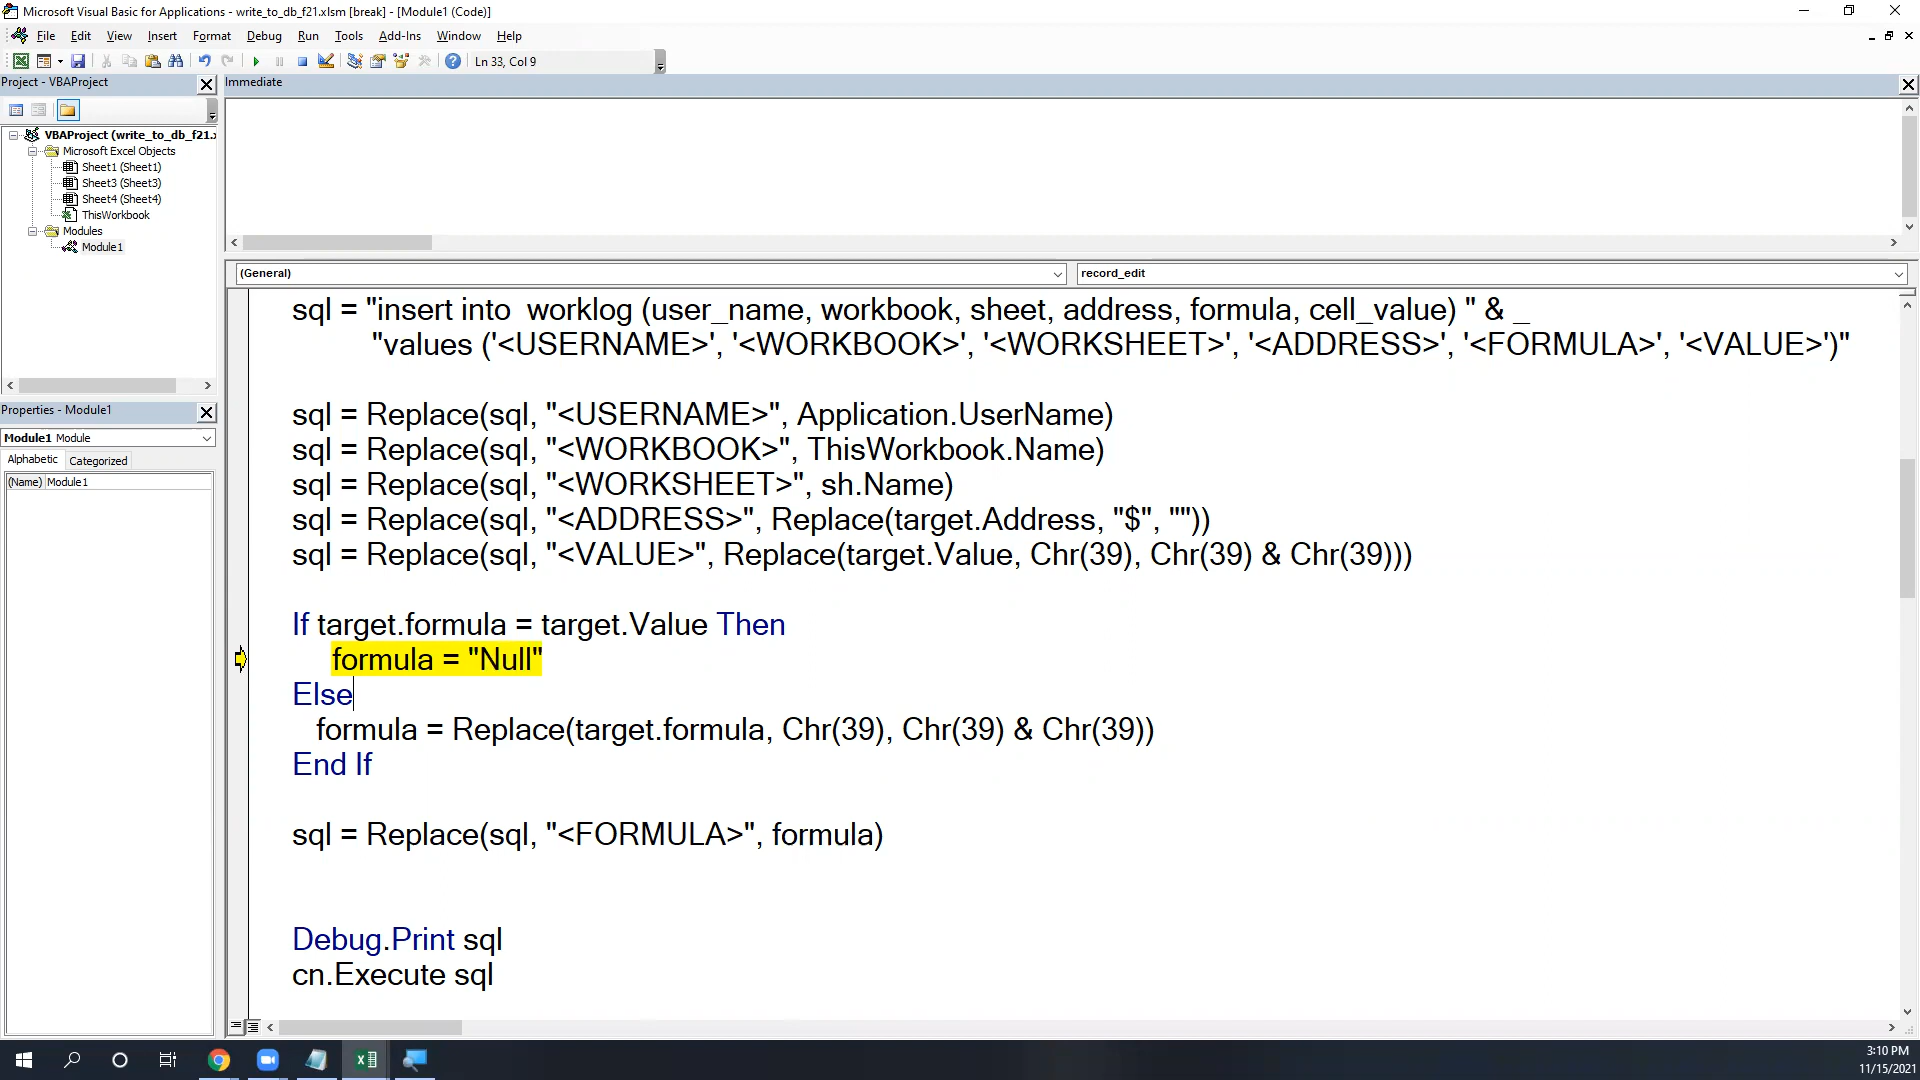 Microsoft Visual Basic for Applications - write_to_db_f21.xlsm [break] - [Module1 (Code)]
File Edit View Insert Format Debug Run Tools Add-Ins Window Help
Ln 33, Col 9
Project - VBAProject
Immediate
VBAProject (write_to_db_f21.x
Microsoft Excel Objects
Sheet1 (Sheet1)
Sheet3 (Sheet3)
Sheet4 (Sheet4)
ThisWorkbook
Modules
Module1
(General)
record_edit
sql = "insert into  worklog (user_name, workbook, sheet, address, formula, cell_value) " & _
"values ('<USERNAME>', '<WORKBOOK>', '<WORKSHEET>', '<ADDRESS>', '<FORMULA>', '<VALUE>')"
sql = Replace(sql, "<USERNAME>", Application.UserName)
sql = Replace(sql, "<WORKBOOK>", ThisWorkbook.Name)
sql = Replace(sql, "<WORKSHEET>", sh.Name)
sql = Replace(sql, "<ADDRESS>", Replace(target.Address, "$", ""))
sql = Replace(sql, "<VALUE>", Replace(target.Value, Chr(39), Chr(39) & Chr(39)))
If target.formula = target.Value Then
formula = "Null"
Else
formula = Replace(target.formula, Chr(39), Chr(39) & Chr(39))
End If
sql = Replace(sql, "<FORMULA>", formula)
Debug.Print sql
cn.Execute sql
Properties - Module1
Module1 Module
Alphabetic Categorized
(Name) Module1
3:10 PM
11/15/2021